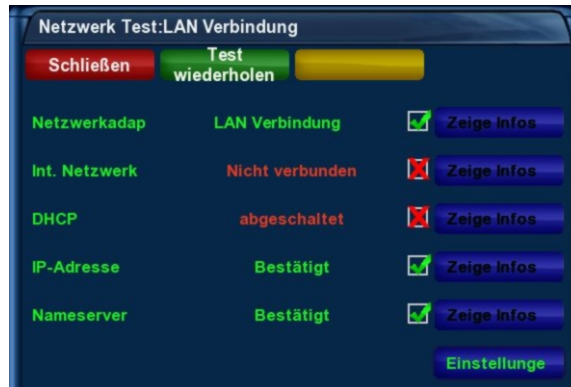 Netzwerk Test:LAN Verbindung
Schließen
Test
wiederholen
Netzwerkadap LAN Verbindung Zeige Infos
Int. Netzwerk Nicht verbunden Zeige Infos
DHCP abgeschaltet Zeige Infos
IP-Adresse Bestätigt Zeige Infos
Nameserver Bestätigt Zeige Infos
Einstellunge